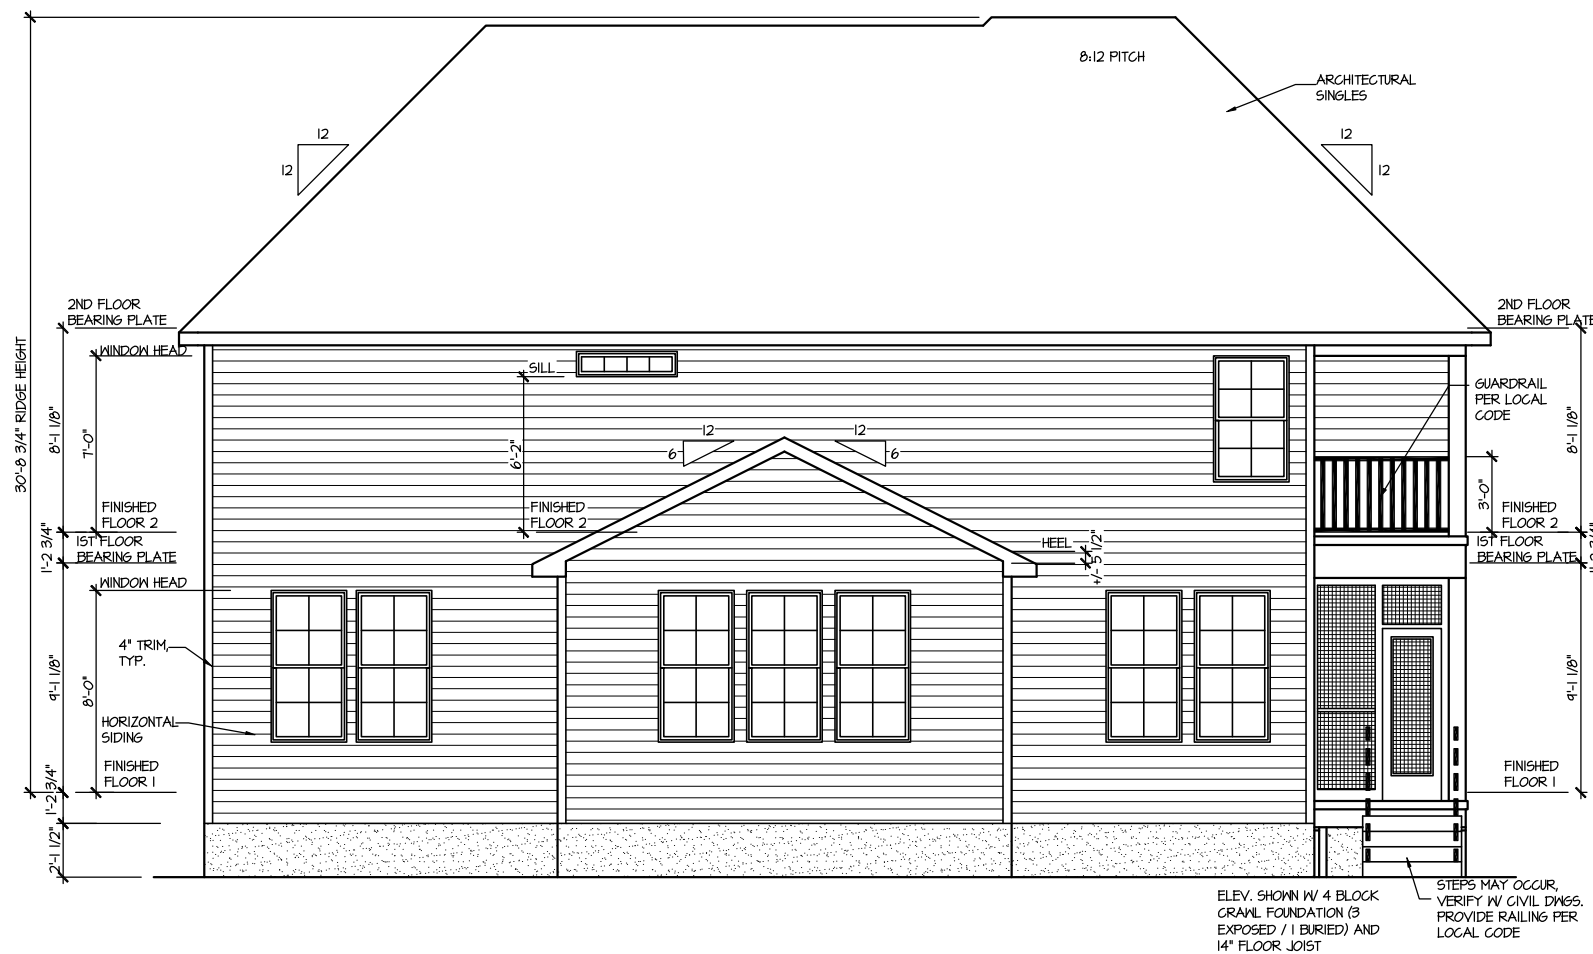 8:12 PITCH
ARCHITECTURAL
SINGLES
12
12
12
12
30'-8 3/4" RIDGE HEIGHT
2ND FLOOR
BEARING PLATE
WINDOW HEAD
8'-1 1/8"
7'-0"
FINISHED
FLOOR 2
1'-2 3/4"
1ST FLOOR
BEARING PLATE
WINDOW HEAD
4" TRIM,
TYP.
9'-1 1/8"
8'-0"
HORIZONTAL
SIDING
FINISHED
FLOOR 1
1'-2 3/4"
2'-1 1/2"
SILL
6'-2"
FINISHED
FLOOR 2
12
6
12
6
HEEL
+/- 5 1/2"
2ND FLOOR
BEARING PLATE
GUARDRAIL
PER LOCAL
CODE
8'-1 1/8"
3'-0"
FINISHED
FLOOR 2
1ST FLOOR
BEARING PLATE
1'-2 3/4"
9'-1 1/8"
FINISHED
FLOOR 1
ELEV. SHOWN W/ 4 BLOCK
CRAWL FOUNDATION (3
EXPOSED / 1 BURIED) AND
14" FLOOR JOIST
STEPS MAY OCCUR,
VERIFY W/ CIVIL DWGS.
PROVIDE RAILING PER
LOCAL CODE